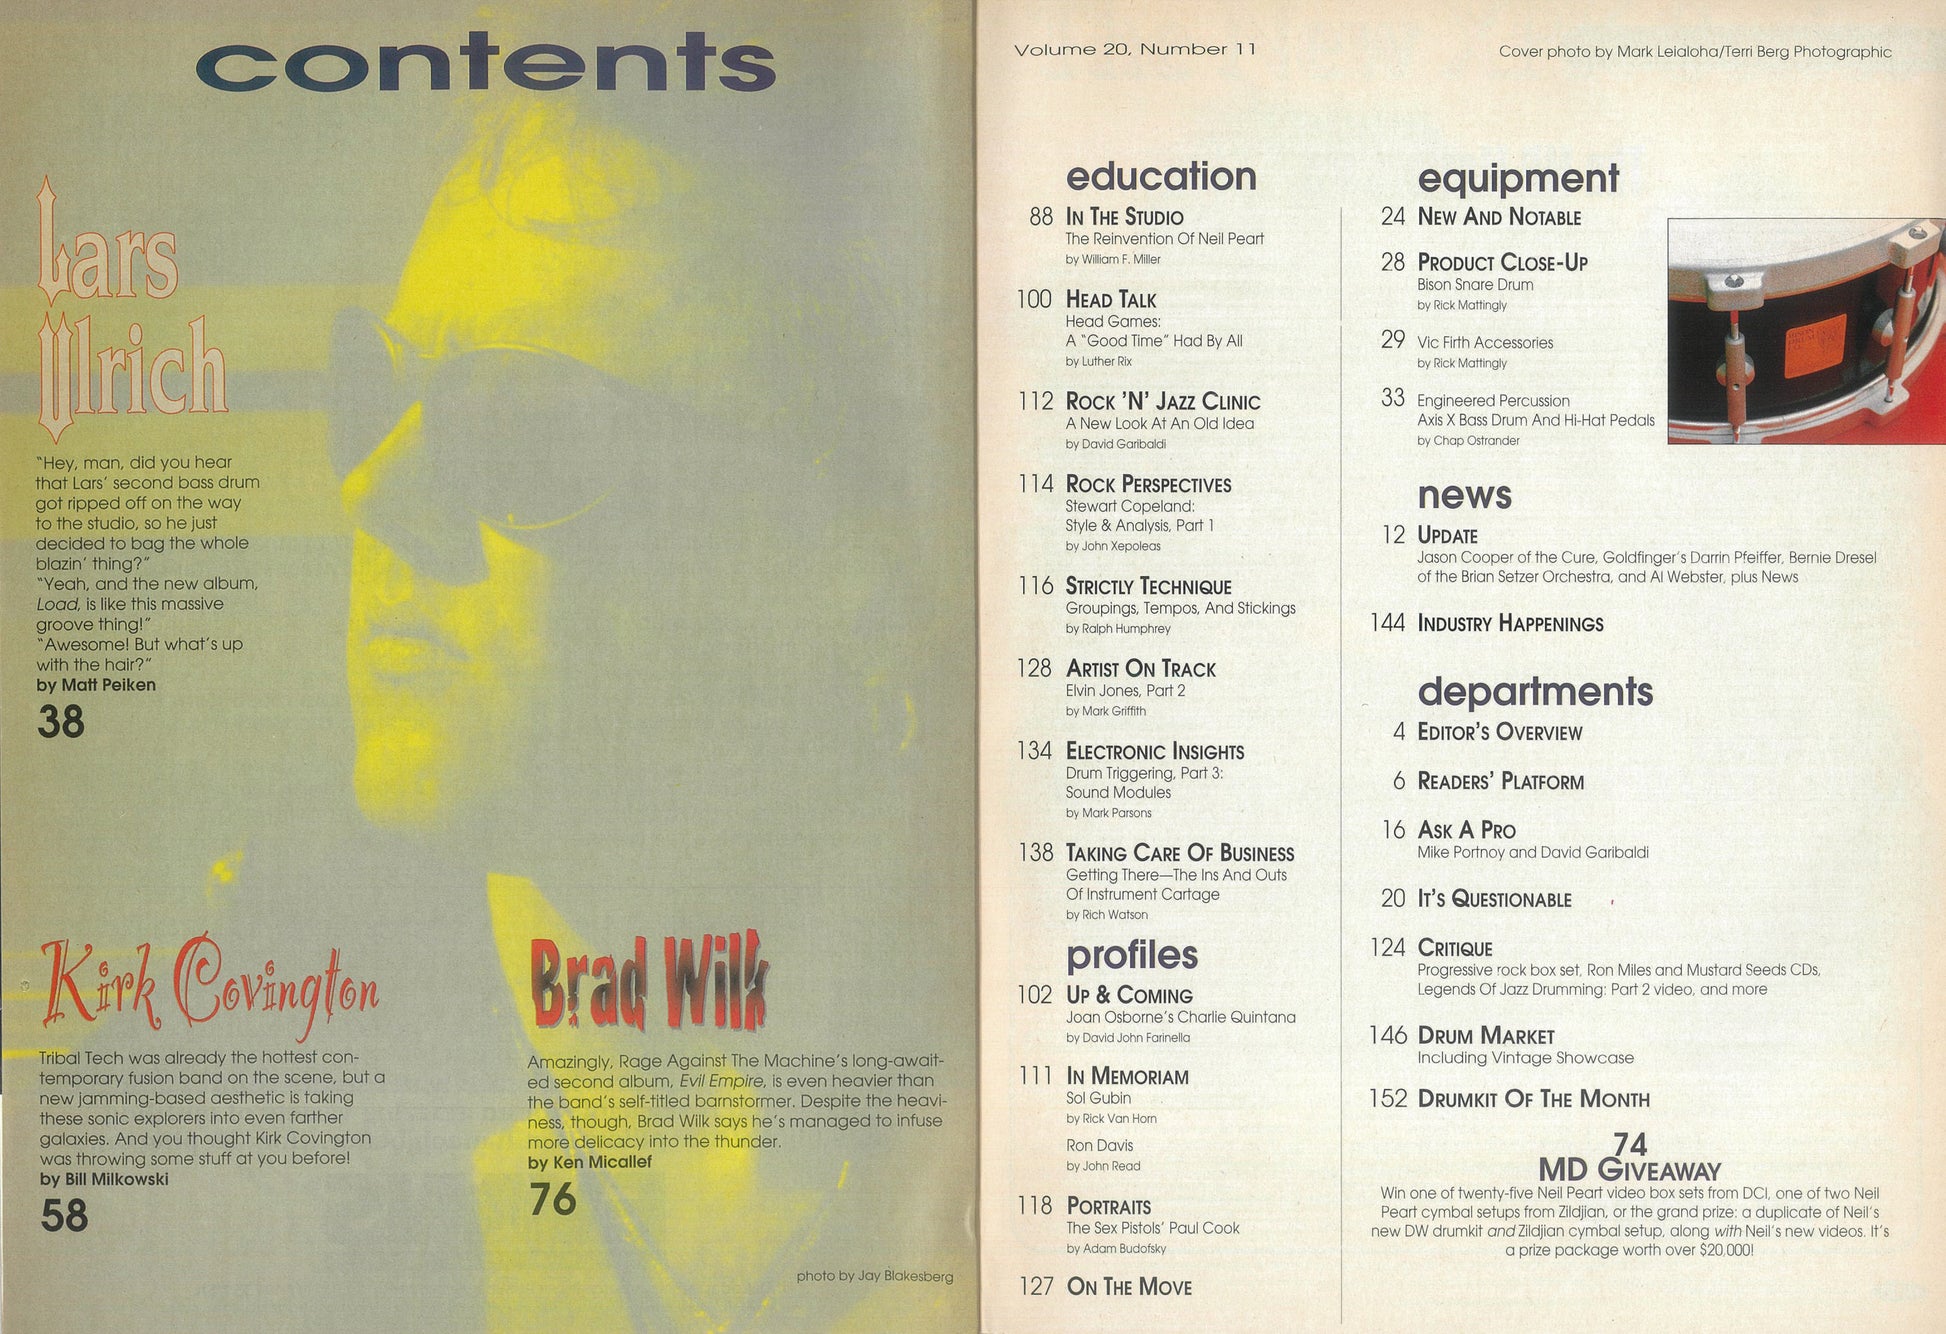 contents
Lars
Ulrich
"Hey, man, did you hear
that Lars' second bass drum
got ripped off on the way
to the studio, so he just
decided to bag the whole
blazin' thing?"
"Yeah, and the new album,
Load, is like this massive
groove thing!"
"Awesome! But what's up
with the hair?"
by Matt Peiken
38
Kirk Covington
Tribal Tech was already the hottest con-
temporary fusion band on the scene, but a
new jamming-based aesthetic is taking
these sonic explorers into even farther
galaxies. And you thought Kirk Covington
was throwing some stuff at you before!
by Bill Milkowski
58
Brad Wilk
Amazingly, Rage Against The Machine's long-await-
ed second album, Evil Empire, is even heavier than
the band's self-titled barnstormer. Despite the heavi-
ness, though, Brad Wilk says he's managed to infuse
more delicacy into the thunder.
by Ken Micallef
76
photo by Jay Blakesberg
Volume 20, Number 11
Cover photo by Mark Leialoha/Terri Berg Photographic
education
88 IN THE STUDIO
The Reinvention Of Neil Peart
by William F. Miller
100 HEAD TALK
Head Games:
A "Good Time" Had By All
by Luther Rix
112 ROCK 'N' JAZZ CLINIC
A New Look At An Old Idea
by David Garibaldi
114 ROCK PERSPECTIVES
Stewart Copeland:
Style & Analysis, Part 1
by John Xepoleas
116 STRICTLY TECHNIQUE
Groupings, Tempos, And Stickings
by Ralph Humphrey
128 ARTIST ON TRACK
Elvin Jones, Part 2
by Mark Griffith
134 ELECTRONIC INSIGHTS
Drum Triggering, Part 3:
Sound Modules
by Mark Parsons
138 TAKING CARE OF BUSINESS
Getting There—The Ins And Outs
Of Instrument Cartage
by Rich Watson
profiles
102 UP & COMING
Joan Osborne's Charlie Quintana
by David John Farinella
111 IN MEMORIAM
Sol Gubin
by Rick Van Horn
Ron Davis
by John Read
118 PORTRAITS
The Sex Pistols' Paul Cook
by Adam Budofsky
127 ON THE MOVE
equipment
24 NEW AND NOTABLE
28 PRODUCT CLOSE-UP
Bison Snare Drum
by Rick Mattingly
29 Vic Firth Accessories
by Rick Mattingly
33 Engineered Percussion
Axis X Bass Drum And Hi-Hat Pedals
by Chap Ostrander
news
12 UPDATE
Jason Cooper of the Cure, Goldfinger's Darrin Pfeiffer, Bernie Dresel
of the Brian Setzer Orchestra, and Al Webster, plus News
144 INDUSTRY HAPPENINGS
departments
4 EDITOR'S OVERVIEW
6 READERS' PLATFORM
16 ASK A PRO
Mike Portnoy and David Garibaldi
20 IT'S QUESTIONABLE
124 CRITIQUE
Progressive rock box set, Ron Miles and Mustard Seeds CDs,
Legends Of Jazz Drumming: Part 2 video, and more
146 DRUM MARKET
Including Vintage Showcase
152 DRUMKIT OF THE MONTH
74
MD GIVEAWAY
Win one of twenty-five Neil Peart video box sets from DCI, one of two Neil
Peart cymbal setups from Zildjian, or the grand prize: a duplicate of Neil's
new DW drumkit and Zildjian cymbal setup, along with Neil's new videos. It's
a prize package worth over $20,000!